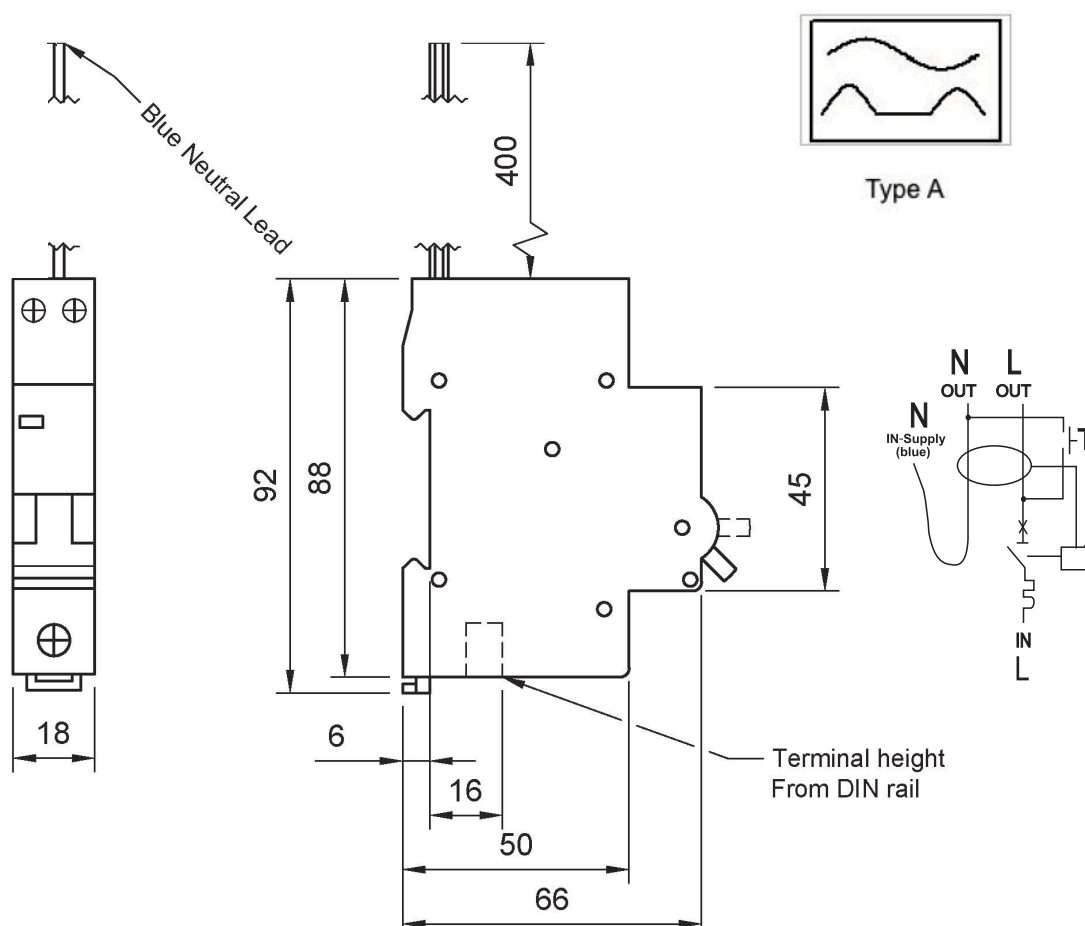 Blue Neutral Lead
400
Type A
N
L
OUT
OUT
N
IN-Supply
(blue)
T
92
88
45
IN
L
18
6
16
50
66
Terminal height
From DIN rail